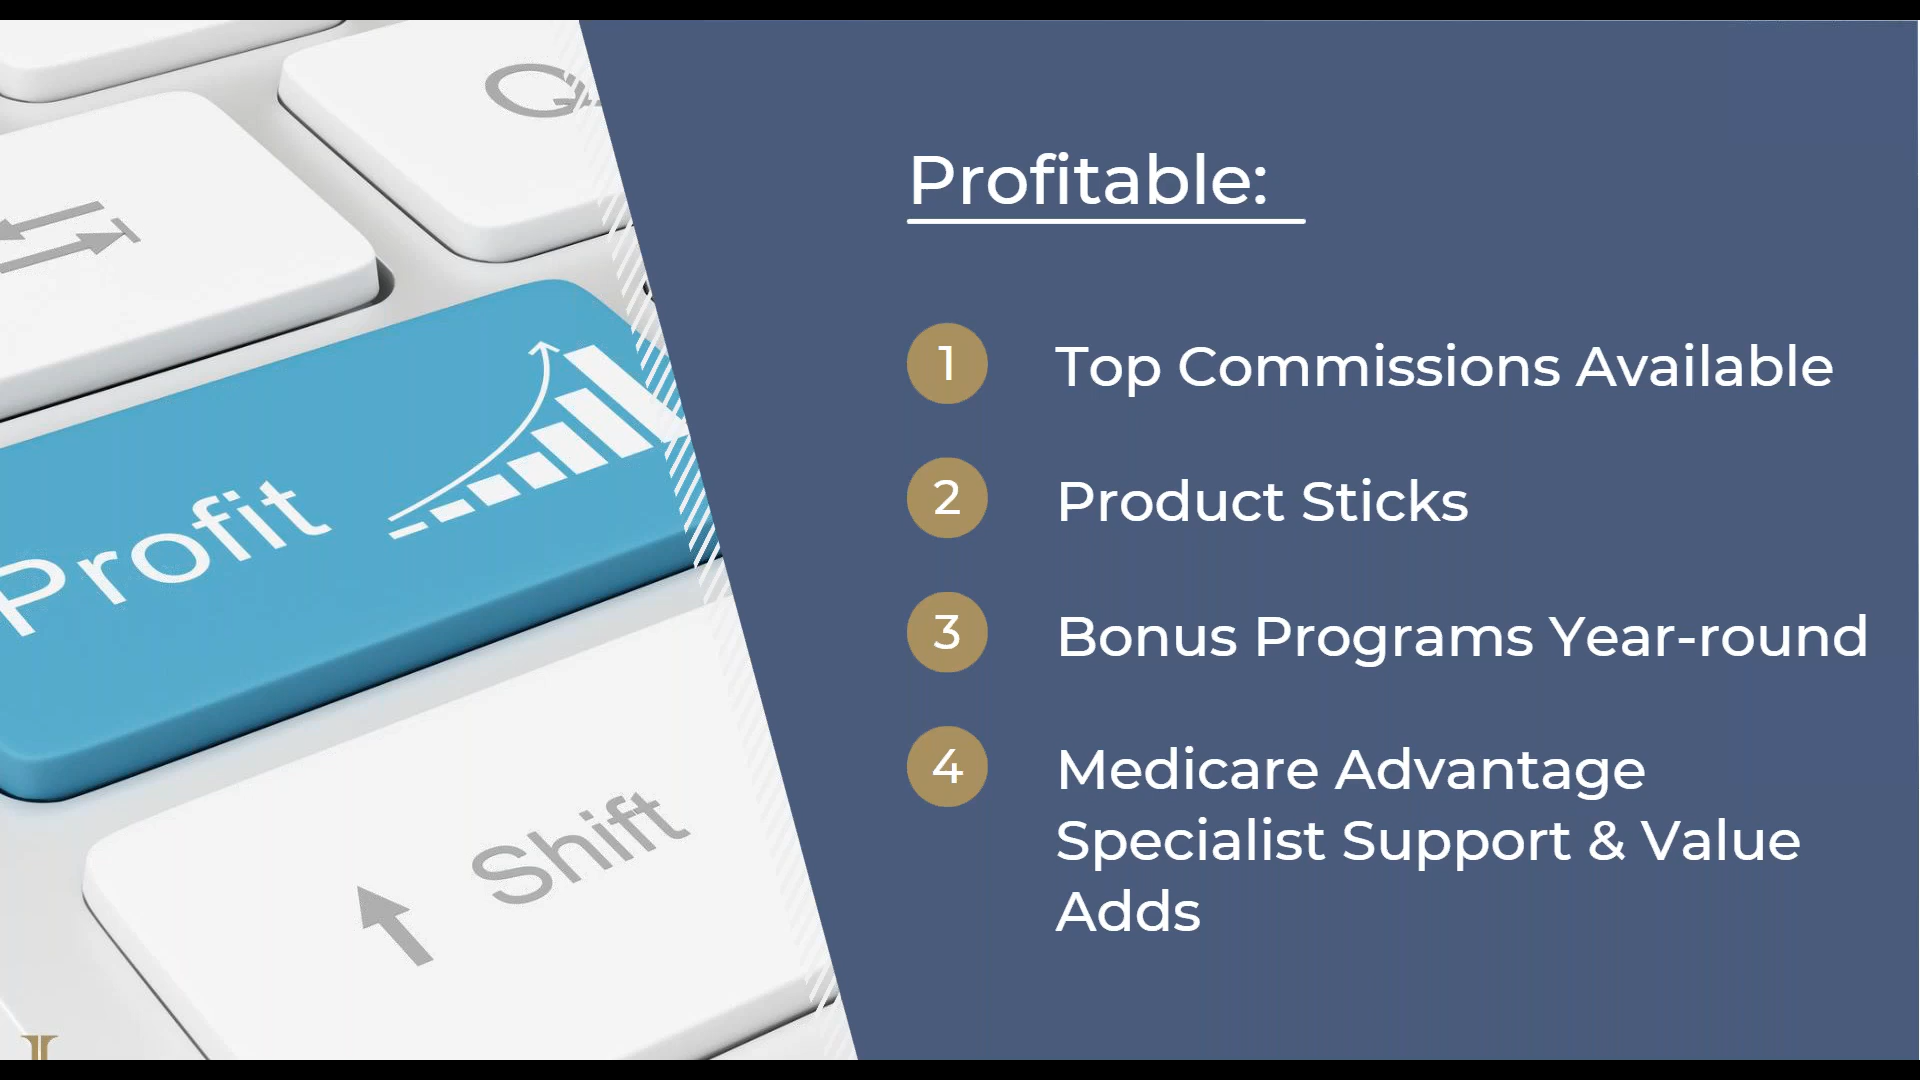 Profitable:
1 Top Commissions Available
2 Product Sticks
3 Bonus Programs Year-round
4 Medicare Advantage
Specialist Support & Value
Adds
Q
Profit
Shift